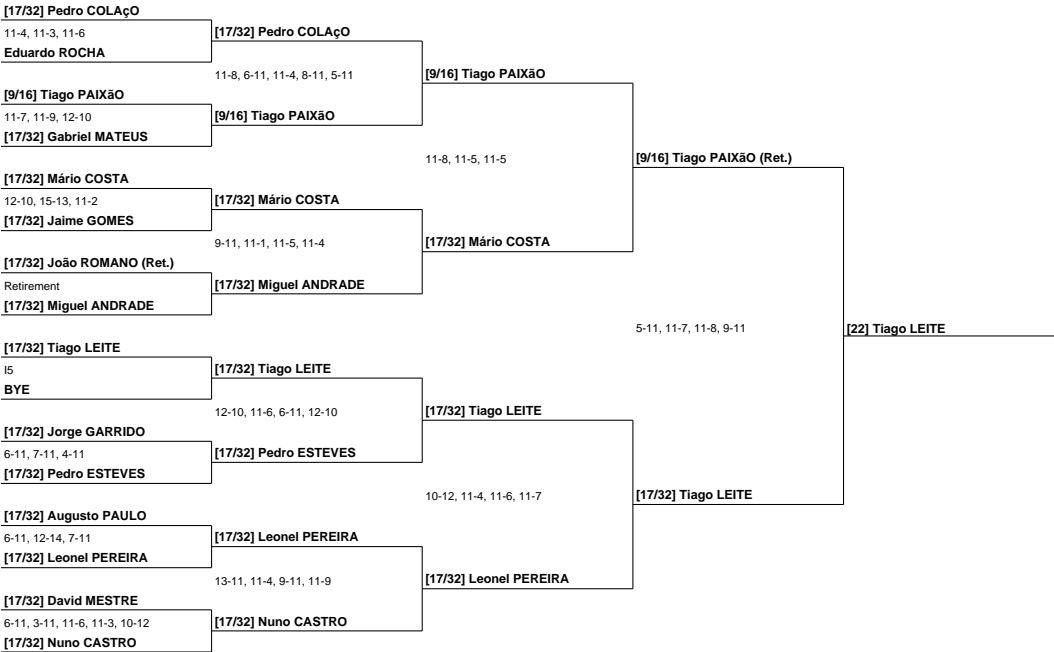 [17/32] Pedro COLAçO
11-4, 11-3, 11-6
Eduardo ROCHA
[9/16] Tiago PAIXãO
11-7, 11-9, 12-10
[17/32] Gabriel MATEUS
[17/32] Mário COSTA
12-10, 15-13, 11-2
[17/32] Jaime GOMES
[17/32] João ROMANO (Ret.)
Retirement
[17/32] Miguel ANDRADE
[17/32] Tiago LEITE
I5
BYE
[17/32] Jorge GARRIDO
6-11, 7-11, 4-11
[17/32] Pedro ESTEVES
[17/32] Augusto PAULO
6-11, 12-14, 7-11
[17/32] Leonel PEREIRA
[17/32] David MESTRE
6-11, 3-11, 11-6, 11-3, 10-12
[17/32] Nuno CASTRO
[17/32] Pedro COLAçO
11-8, 6-11, 11-4, 8-11, 5-11
[9/16] Tiago PAIXãO
[17/32] Mário COSTA
9-11, 11-1, 11-5, 11-4
[17/32] Miguel ANDRADE
[17/32] Tiago LEITE
12-10, 11-6, 6-11, 12-10
[17/32] Pedro ESTEVES
[17/32] Leonel PEREIRA
13-11, 11-4, 9-11, 11-9
[17/32] Nuno CASTRO
[9/16] Tiago PAIXãO
11-8, 11-5, 11-5
[17/32] Mário COSTA
[17/32] Tiago LEITE
10-12, 11-4, 11-6, 11-7
[17/32] Leonel PEREIRA
[9/16] Tiago PAIXãO (Ret.)
5-11, 11-7, 11-8, 9-11
[17/32] Tiago LEITE
[22] Tiago LEITE